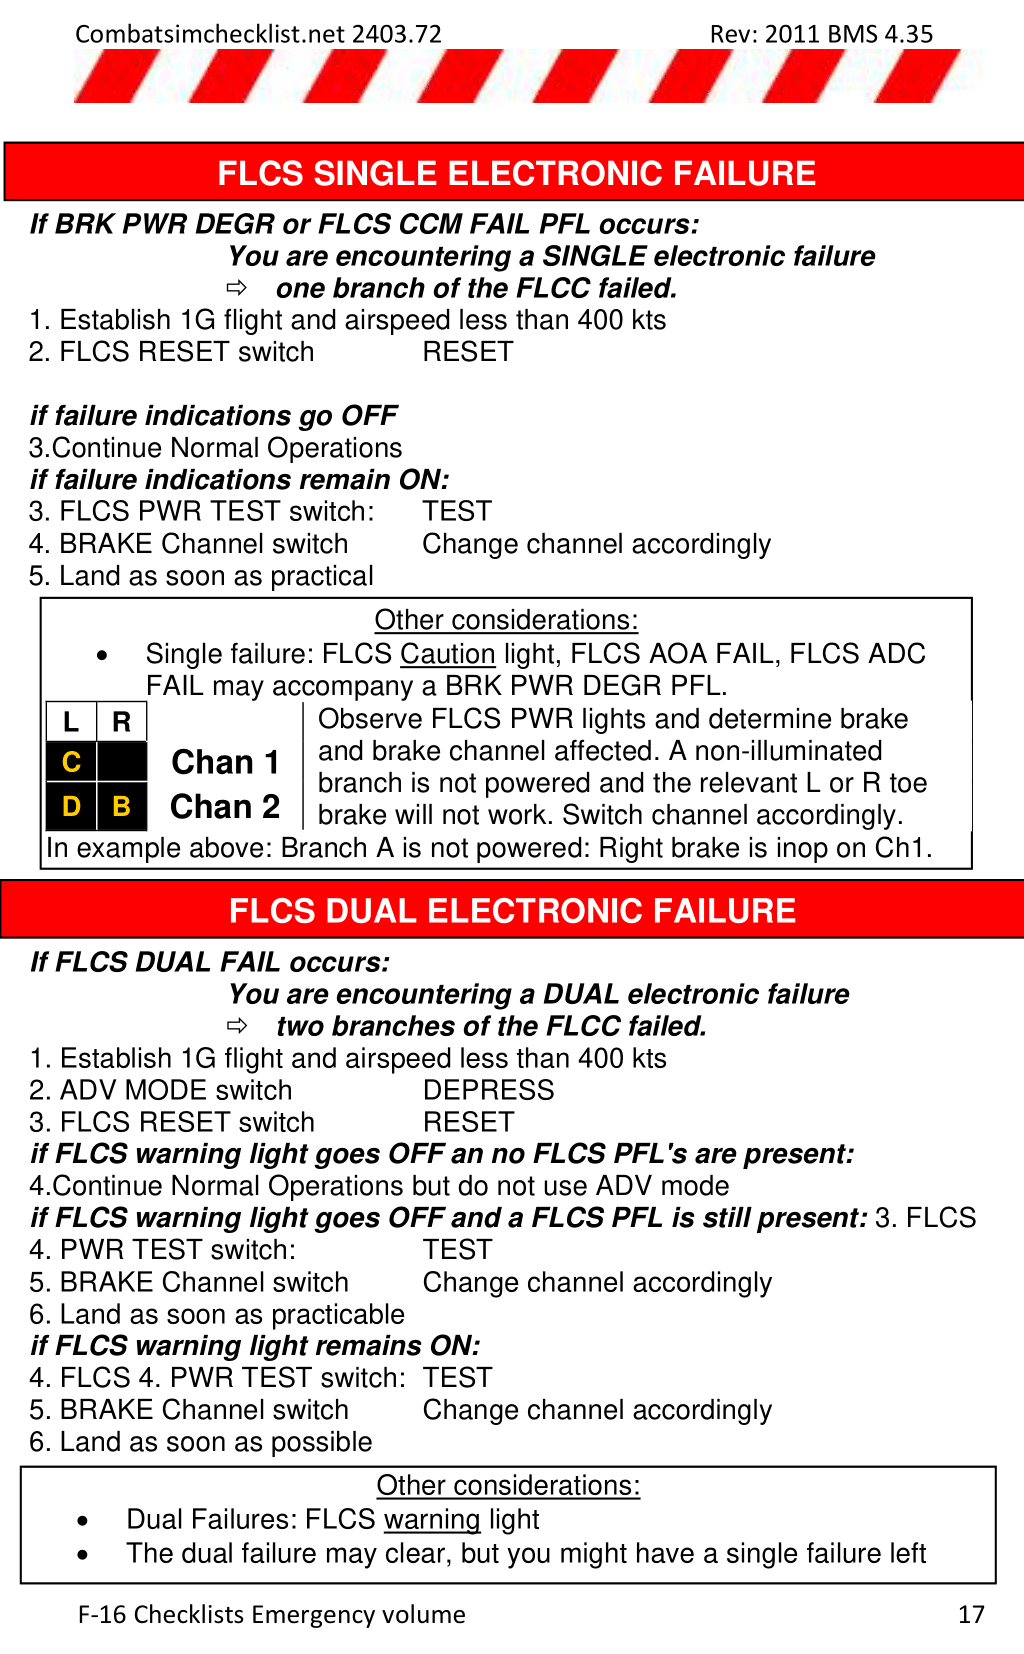 Combatsimchecklist.net 2403.72 Rev: 2011 BMS 4.35
FLCS SINGLE ELECTRONIC FAILURE
If BRK PWR DEGR or FLCS CCM FAIL PFL occurs:
You are encountering a SINGLE electronic failure
⇨ one branch of the FLCC failed.
1. Establish 1G flight and airspeed less than 400 kts
2. FLCS RESET switch RESET
if failure indications go OFF
3.Continue Normal Operations
if failure indications remain ON:
3. FLCS PWR TEST switch: TEST
4. BRAKE Channel switch Change channel accordingly
5. Land as soon as practical
Other considerations:
• Single failure: FLCS Caution light, FLCS AOA FAIL, FLCS ADC
FAIL may accompany a BRK PWR DEGR PFL.
L R
C Chan 1
D B Chan 2
Observe FLCS PWR lights and determine brake
and brake channel affected. A non-illuminated
branch is not powered and the relevant L or R toe
brake will not work. Switch channel accordingly.
In example above: Branch A is not powered: Right brake is inop on Ch1.
FLCS DUAL ELECTRONIC FAILURE
If FLCS DUAL FAIL occurs:
You are encountering a DUAL electronic failure
⇨ two branches of the FLCC failed.
1. Establish 1G flight and airspeed less than 400 kts
2. ADV MODE switch DEPRESS
3. FLCS RESET switch RESET
if FLCS warning light goes OFF an no FLCS PFL's are present:
4.Continue Normal Operations but do not use ADV mode
if FLCS warning light goes OFF and a FLCS PFL is still present: 3. FLCS
4. PWR TEST switch: TEST
5. BRAKE Channel switch Change channel accordingly
6. Land as soon as practicable
if FLCS warning light remains ON:
4. FLCS 4. PWR TEST switch: TEST
5. BRAKE Channel switch Change channel accordingly
6. Land as soon as possible
Other considerations:
• Dual Failures: FLCS warning light
• The dual failure may clear, but you might have a single failure left
F-16 Checklists Emergency volume 17